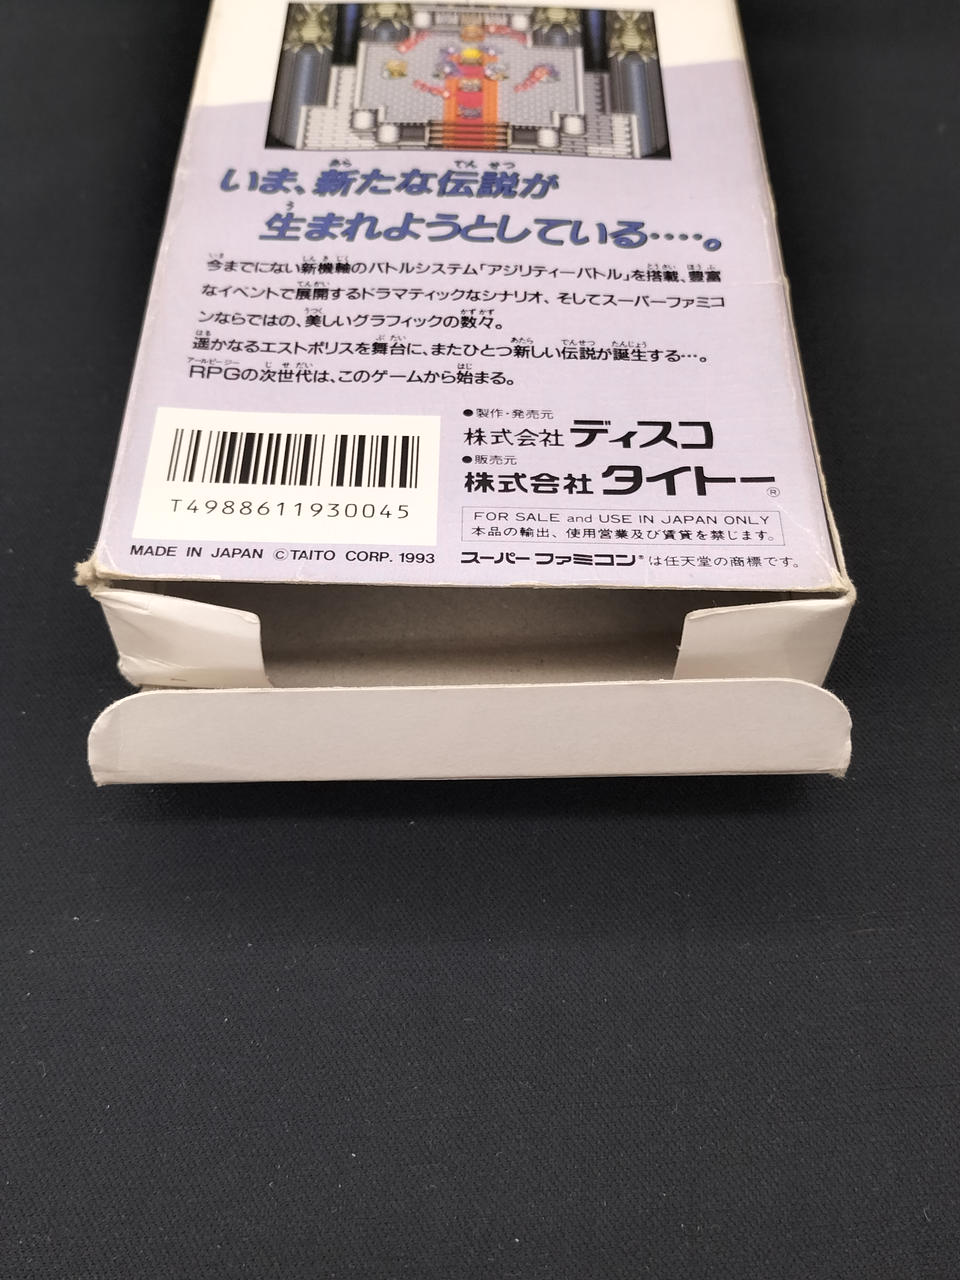 いま、新たな伝説が
生まれようとしている……。
今までにない新機軸のバトルシステム「アジリティーバトル」を搭載、豊富
なイベントで展開するドラマティックなシナリオ、そしてスーパーファミコ
ンならではの、美しいグラフィックの数々。
遥かなるエストポリスを舞台に、またひとつ新しい伝説が誕生する…。
RPGの次世代は、このゲームから始まる。
●製作・発売元
株式会社ディスコ
●販売元
株式会社タイトー®
FOR SALE and USE IN JAPAN ONLY
本品の輸出、使用営業及び賃貸を禁じます。
T4988611930045
MADE IN JAPAN ©TAITO CORP. 1993
スーパーファミコン®は任天堂の商標です。